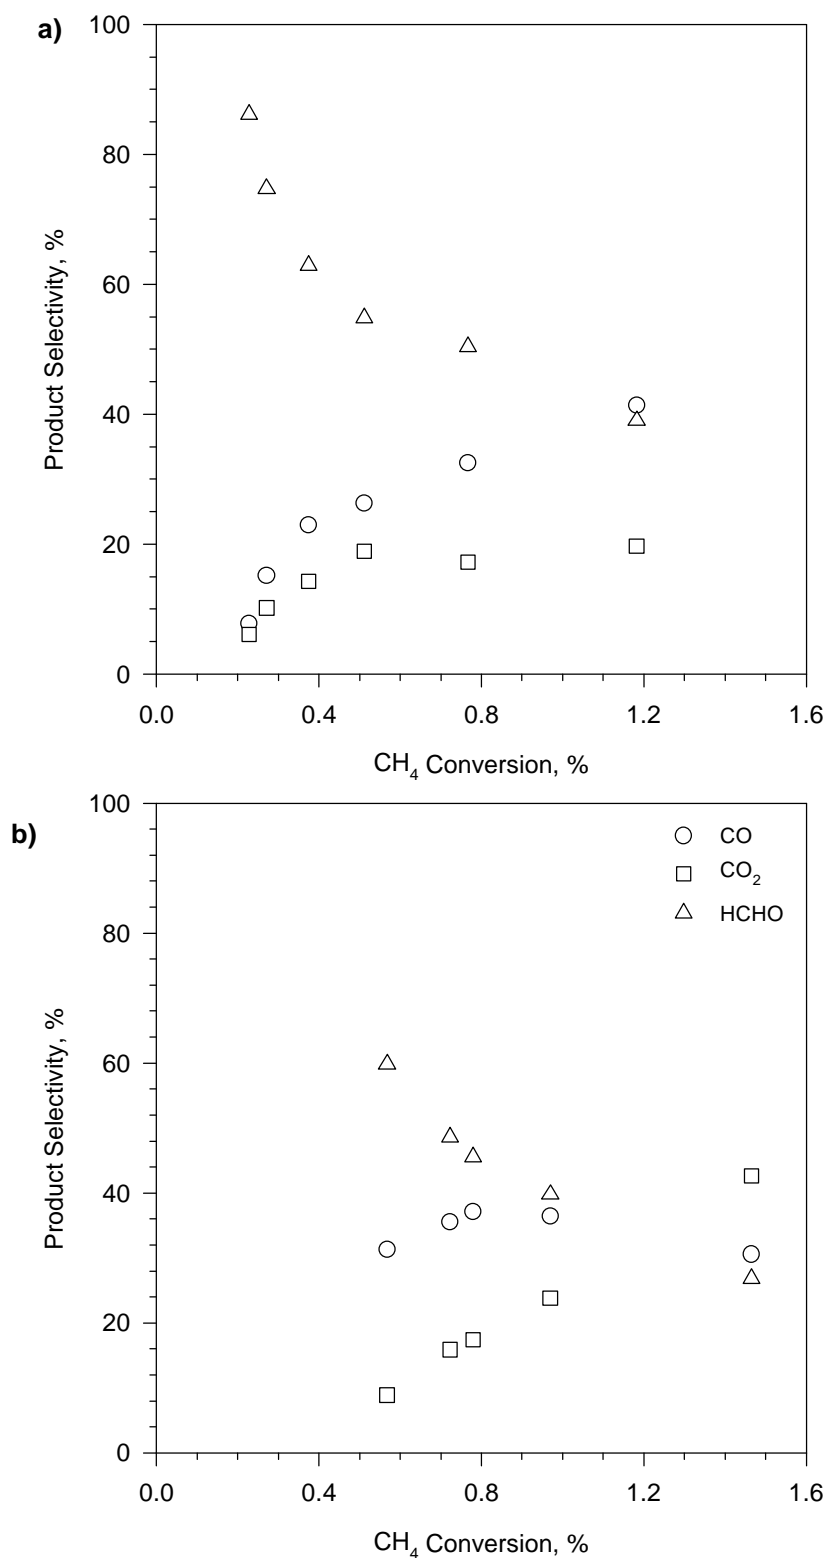 a)
100
80
60
40
20
0
Product Selectivity, %
0.0 0.4 0.8 1.2 1.6
CH₄ Conversion, %
b)
100
80
60
40
20
0
Product Selectivity, %
CO
CO₂
HCHO
0.0 0.4 0.8 1.2 1.6
CH₄ Conversion, %